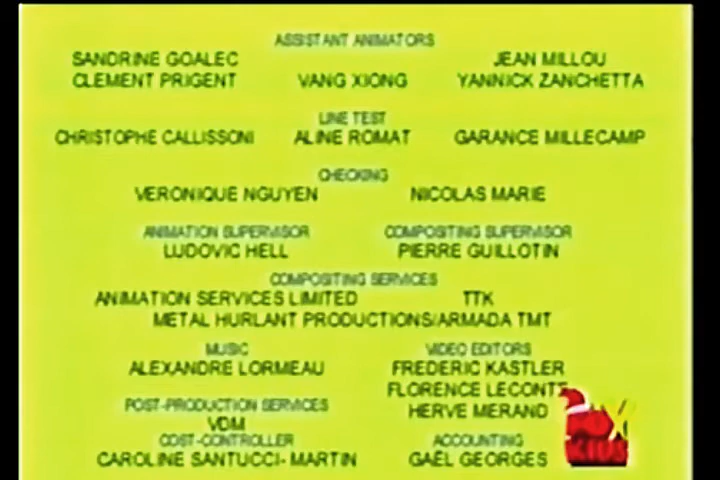 ASSISTANT ANIMATORS
SANDRINE GOALEC JEAN MILLOU
CLEMENT PRIGENT VANG XIONG YANNICK ZANCHETTA
LINE TEST
CHRISTOPHE CALLISSONI ALINE ROMAT GARANCE MILLECAMP
CHECKING
VERONIQUE NGUYEN NICOLAS MARIE
ANIMATION SUPERVISOR COMPOSITING SUPERVISOR
LUDOVIC HELL PIERRE GUILLOTIN
COMPOSITING SERVICES
ANIMATION SERVICES LIMITED TTK
METAL HURLANT PRODUCTIONS/ARMADA TMT
MUSIC VIDEO EDITORS
ALEXANDRE LORMEAU FREDERIC KASTLER
FLORENCE LECONTE
POST-PRODUCTION SERVICES HERVE MERAND
VDM
COST-CONTROLLER ACCOUNTING
CAROLINE SANTUCCI- MARTIN GAËL GEORGES
FOX
KIDS